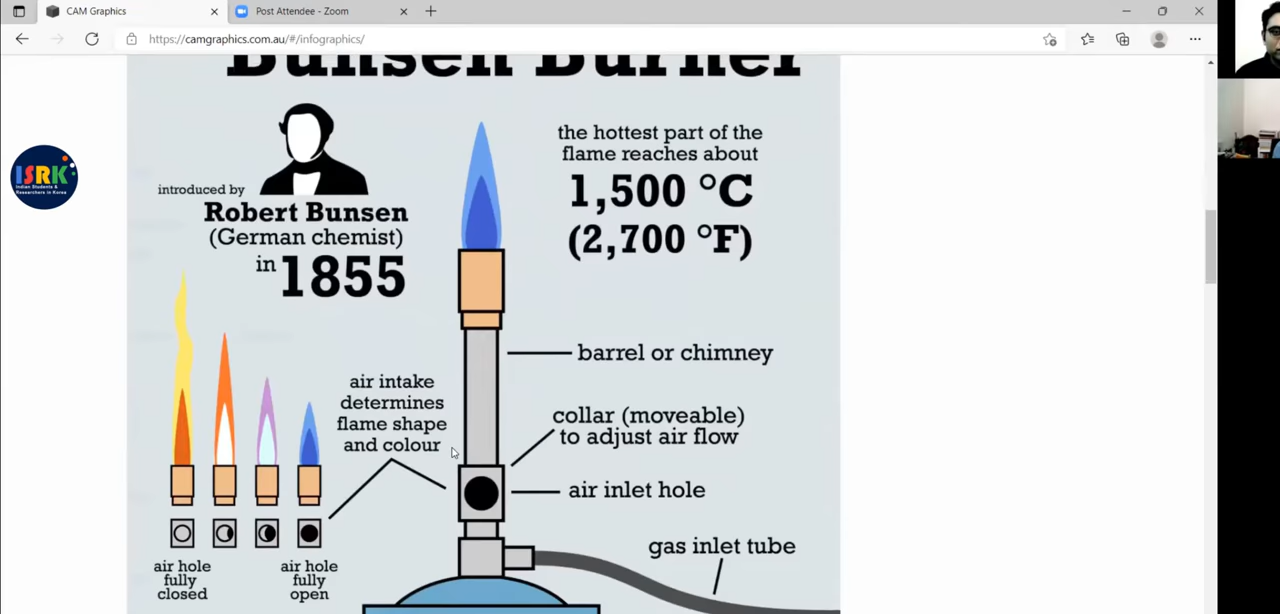 CAM Graphics
Post Attendee - Zoom
https://camgraphics.com.au/#/infographics/
Bunsen Burner
ISRK
Indian Students &
Researchers in Korea
introduced by
Robert Bunsen
(German chemist)
in 1855
the hottest part of the
flame reaches about
1,500 °C
(2,700 °F)
barrel or chimney
air intake
determines
flame shape
and colour
collar (moveable)
to adjust air flow
air inlet hole
gas inlet tube
air hole
fully
closed
air hole
fully
open